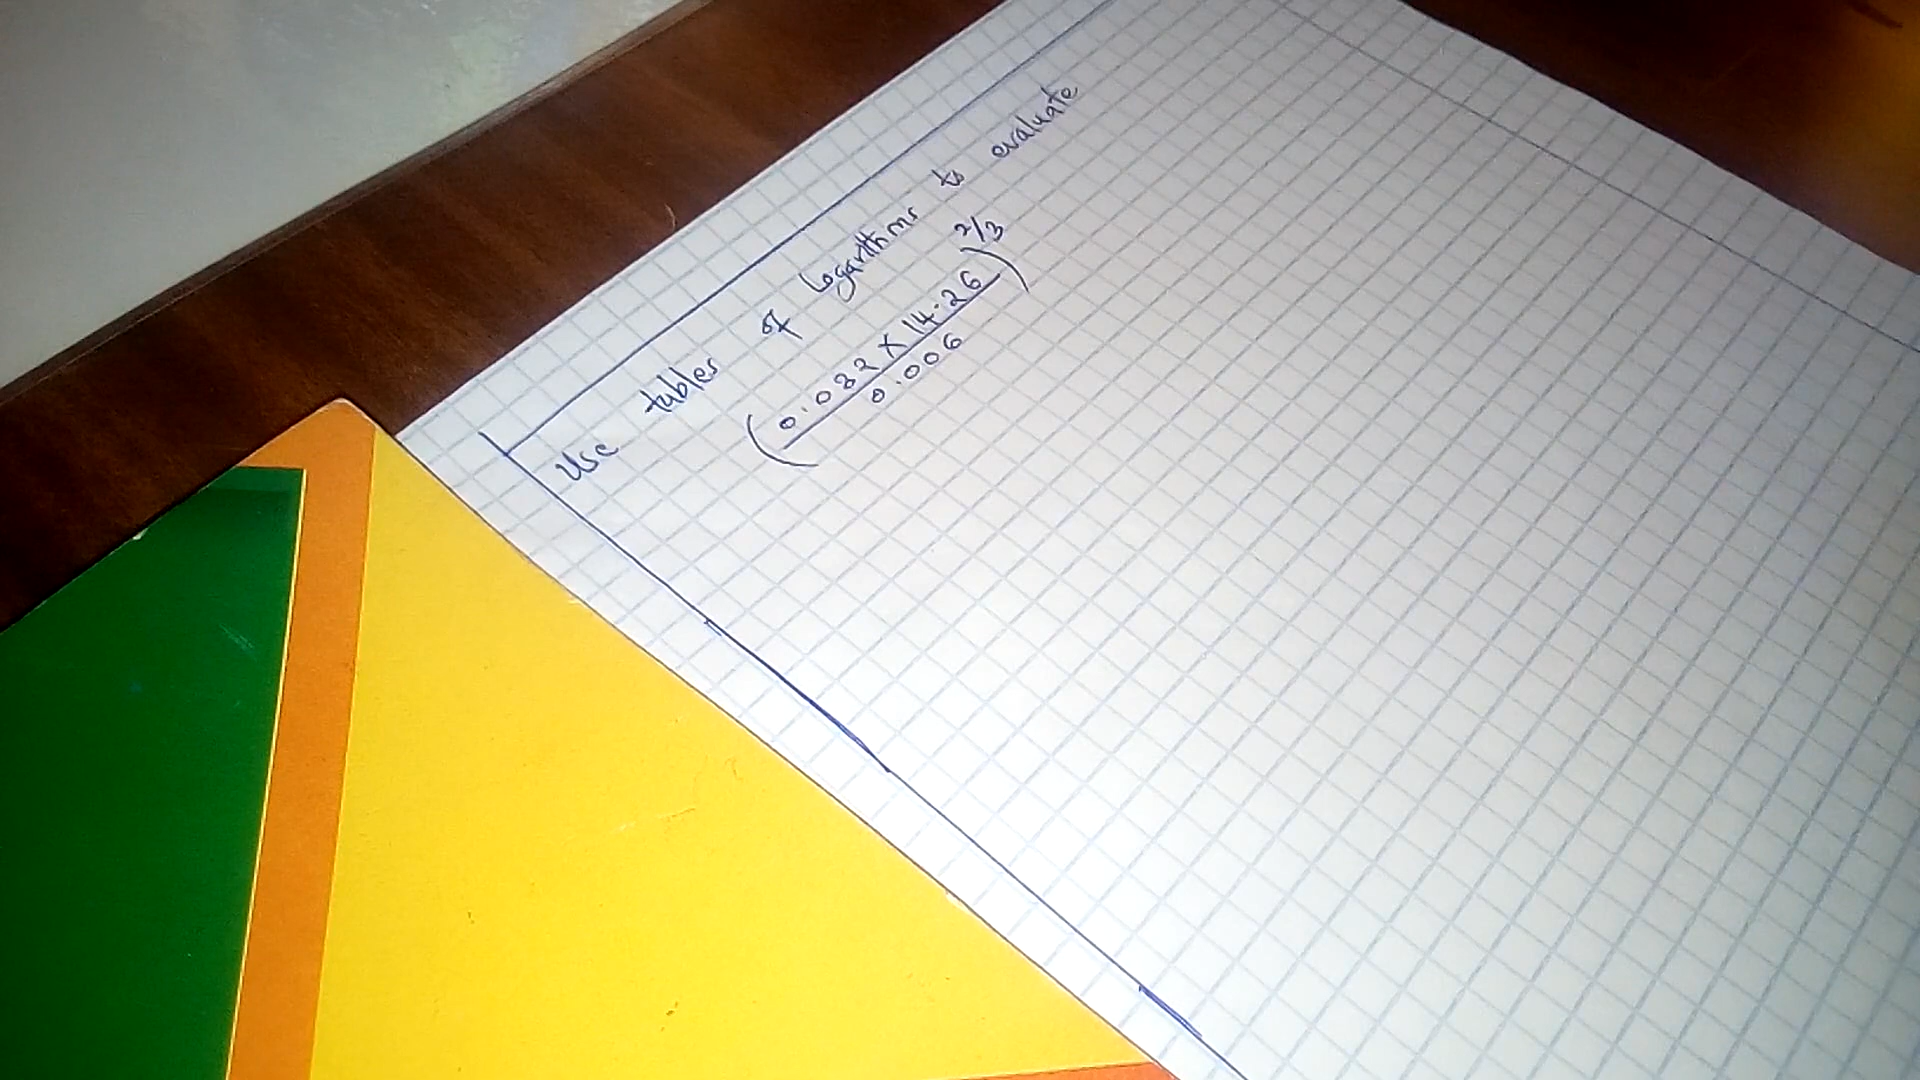 Use tables of logarithms to evaluate
(0.082 x 14.26 / 0.006)^2/3